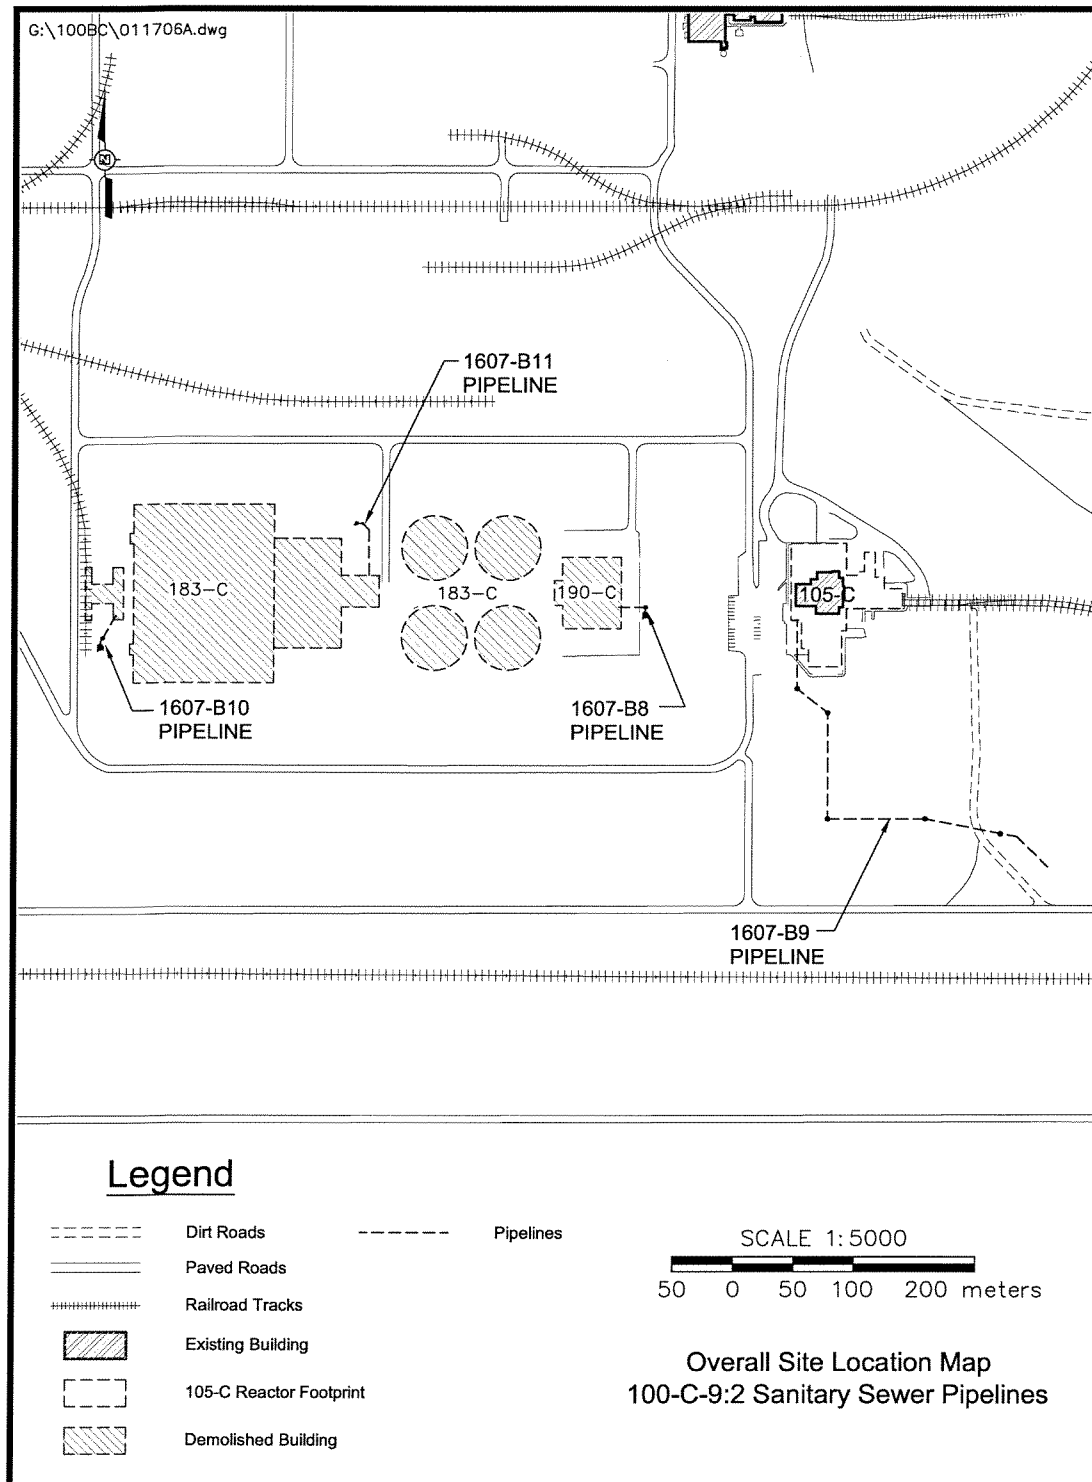 G:\100BC\011706A.dwg
N
1607-B11
PIPELINE
183-C
183-C
190-C
105-C
1607-B10
PIPELINE
1607-B8
PIPELINE
1607-B9
PIPELINE
Legend
Dirt Roads
Pipelines
Paved Roads
Railroad Tracks
Existing Building
105-C Reactor Footprint
Demolished Building
SCALE 1:5000
50 0 50 100 200 meters
Overall Site Location Map
100-C-9:2 Sanitary Sewer Pipelines